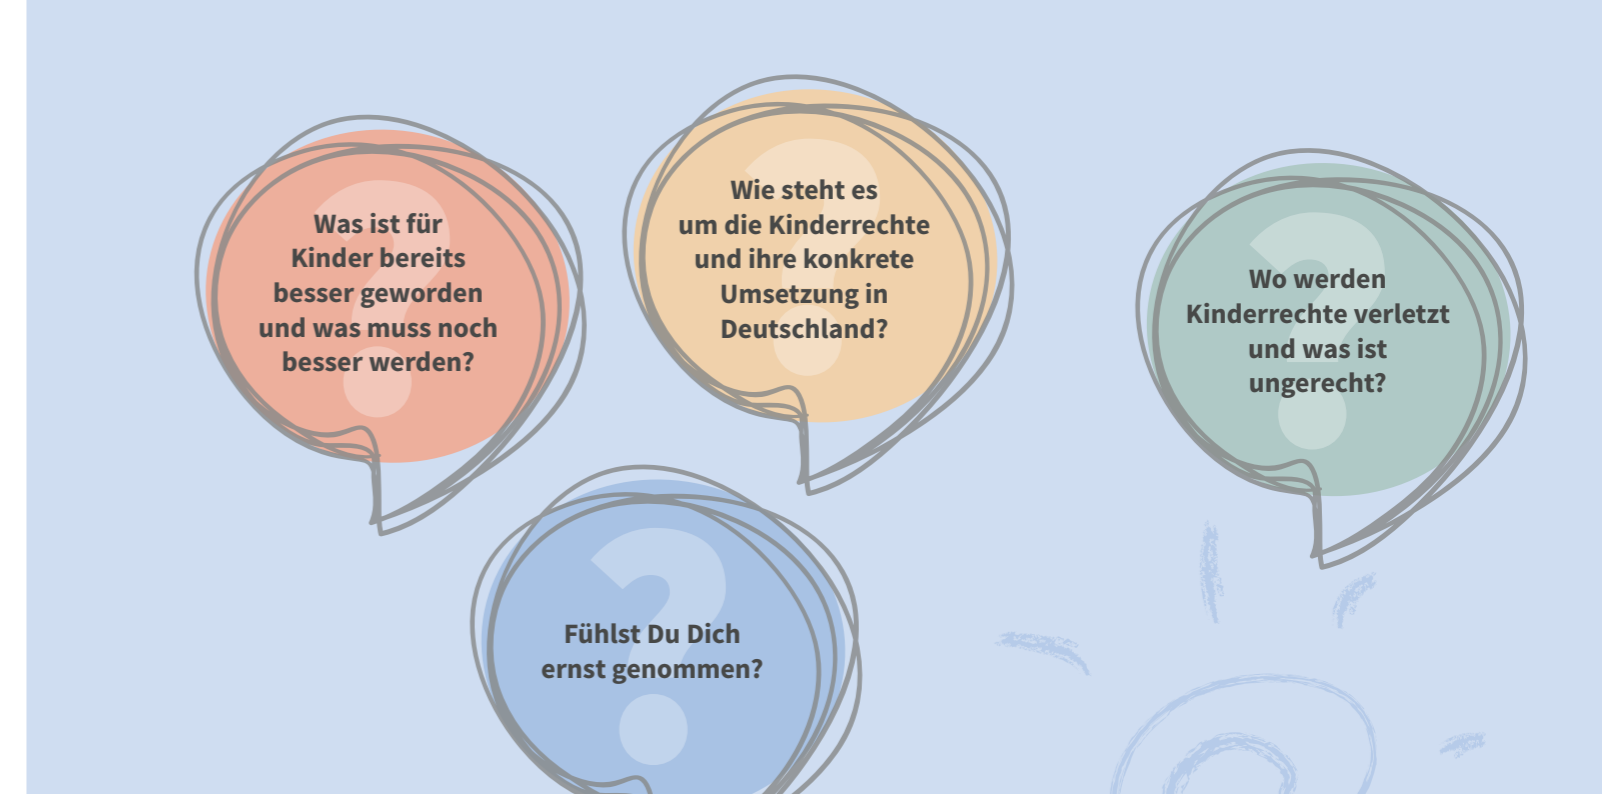 Was ist für
Kinder bereits
besser geworden
und was muss noch
besser werden?
Wie steht es
um die Kinderrechte
und ihre konkrete
Umsetzung in
Deutschland?
Wo werden
Kinderrechte verletzt
und was ist
ungerecht?
Fühlst Du Dich
ernst genommen?